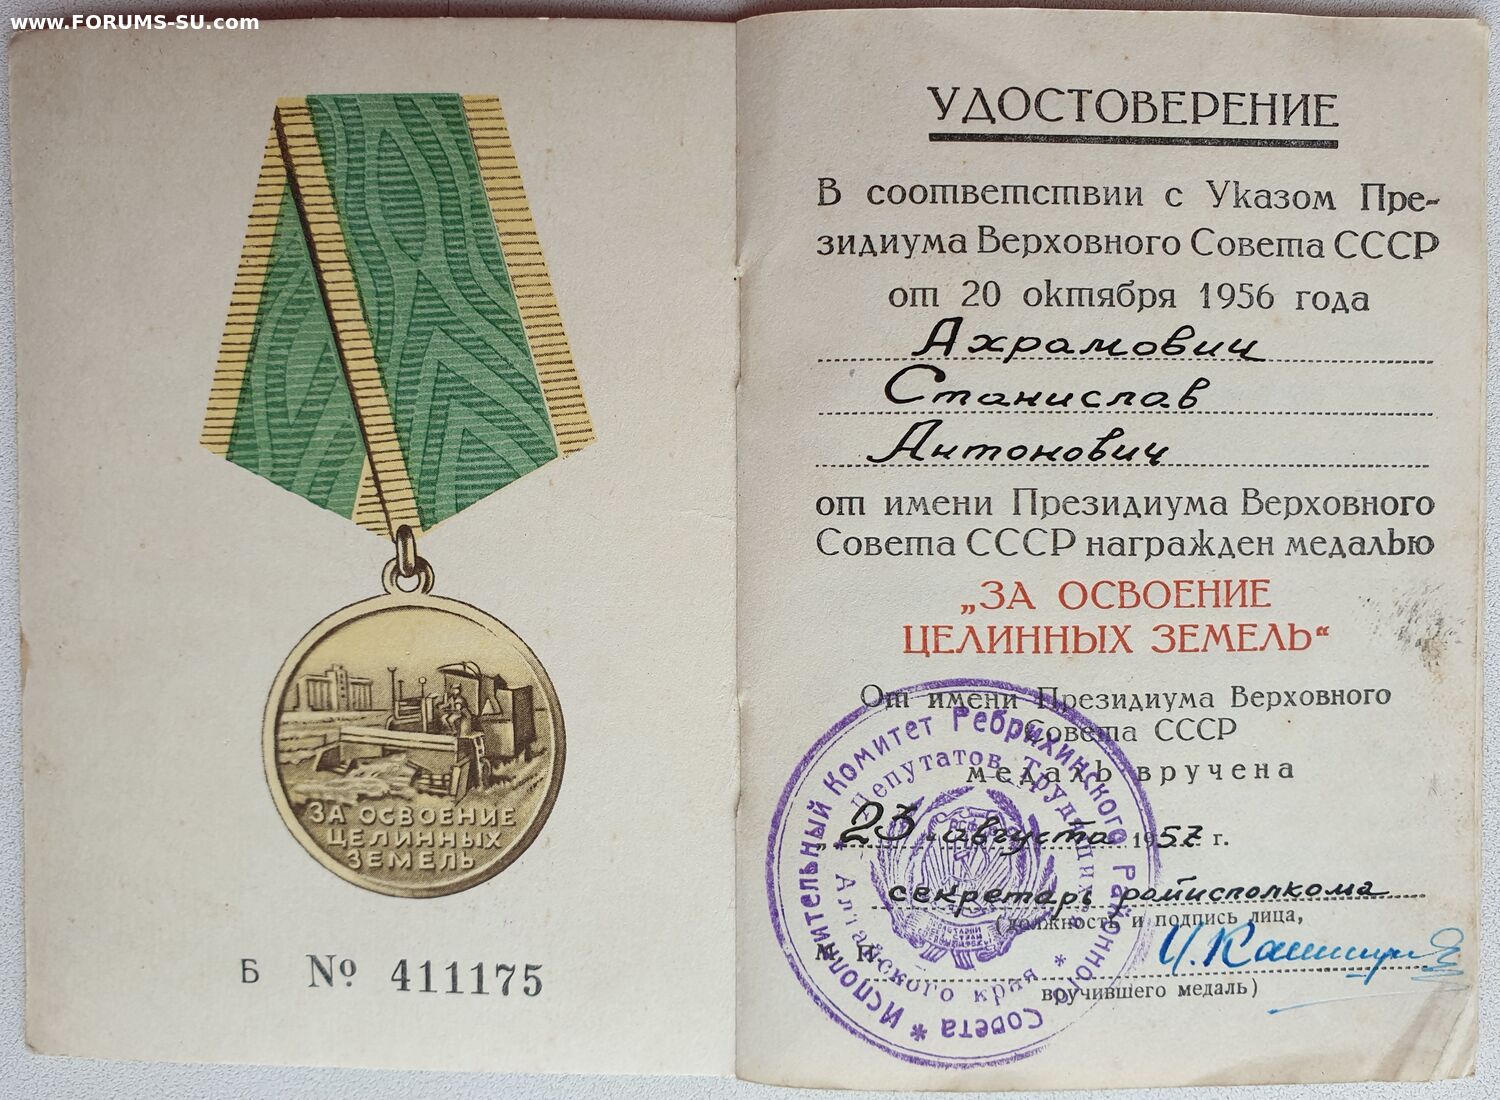 www.FORUMS-SU.com
ЗА ОСВОЕНИЕ
ЦЕЛИННЫХ
ЗЕМЕЛЬ
Б № 411175
УДОСТОВЕРЕНИЕ
В соответствии с Указом Пре-
зидиума Верховного Совета СССР
от 20 октября 1956 года
Ахрамович
Станислав
Антонович
от имени Президиума Верховного
Совета СССР награжден медалью
„ЗА ОСВОЕНИЕ
ЦЕЛИННЫХ ЗЕМЕЛЬ“
От имени Президиума Верховного
Совета СССР
медаль вручена
„23 августа 1957 г.
секретарь райисполкома
(должность и подпись лица,
М. П.
вручившего медаль)
* Исполнительный Комитет Ребрихинского Районного Совета
* Депутатов Трудящихся * Алтайского края